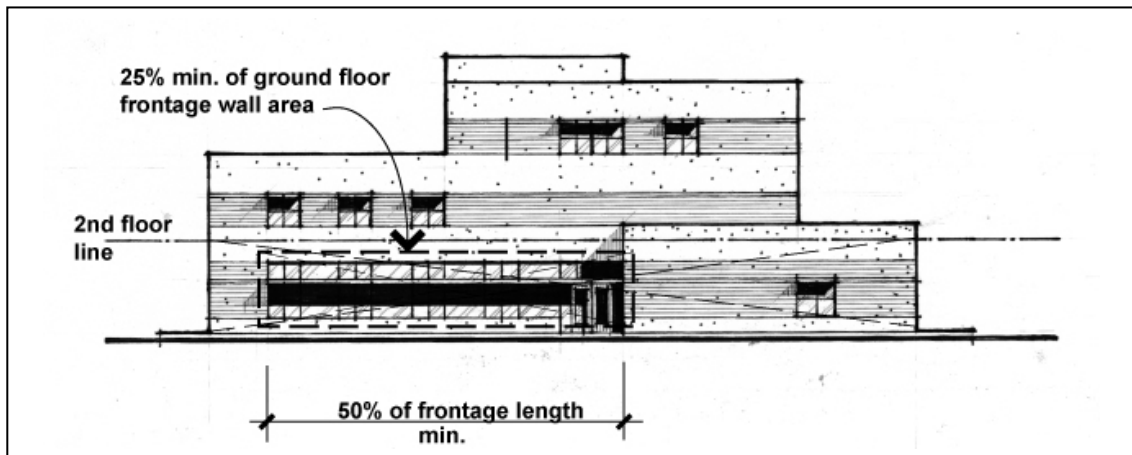 25% min. of ground floor
frontage wall area
2nd floor
line
50% of frontage length
min.